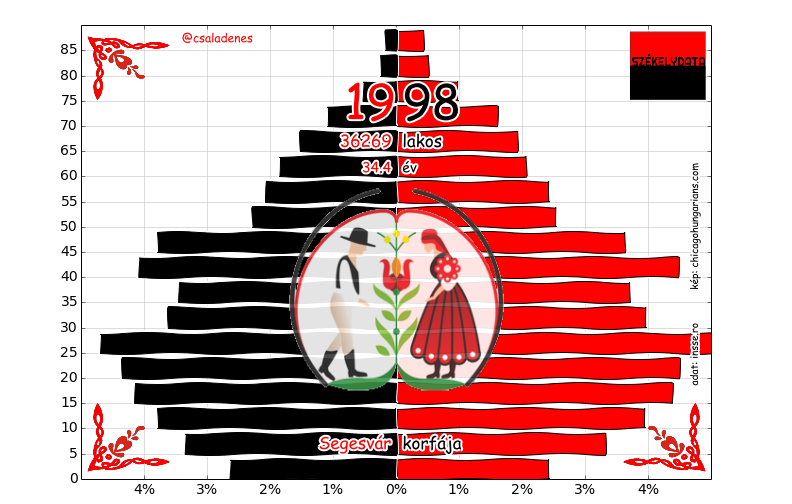 @csaladenes
SZÉKELYDATA
1998
36269 lakos
34.4 év
85
80
75
70
65
60
55
50
45
40
35
30
25
20
15
10
5
0
kép: chicagohungarians.com
adat: insse.ro
Segesvár korfája
4% 3% 2% 1% 0% 1% 2% 3% 4%